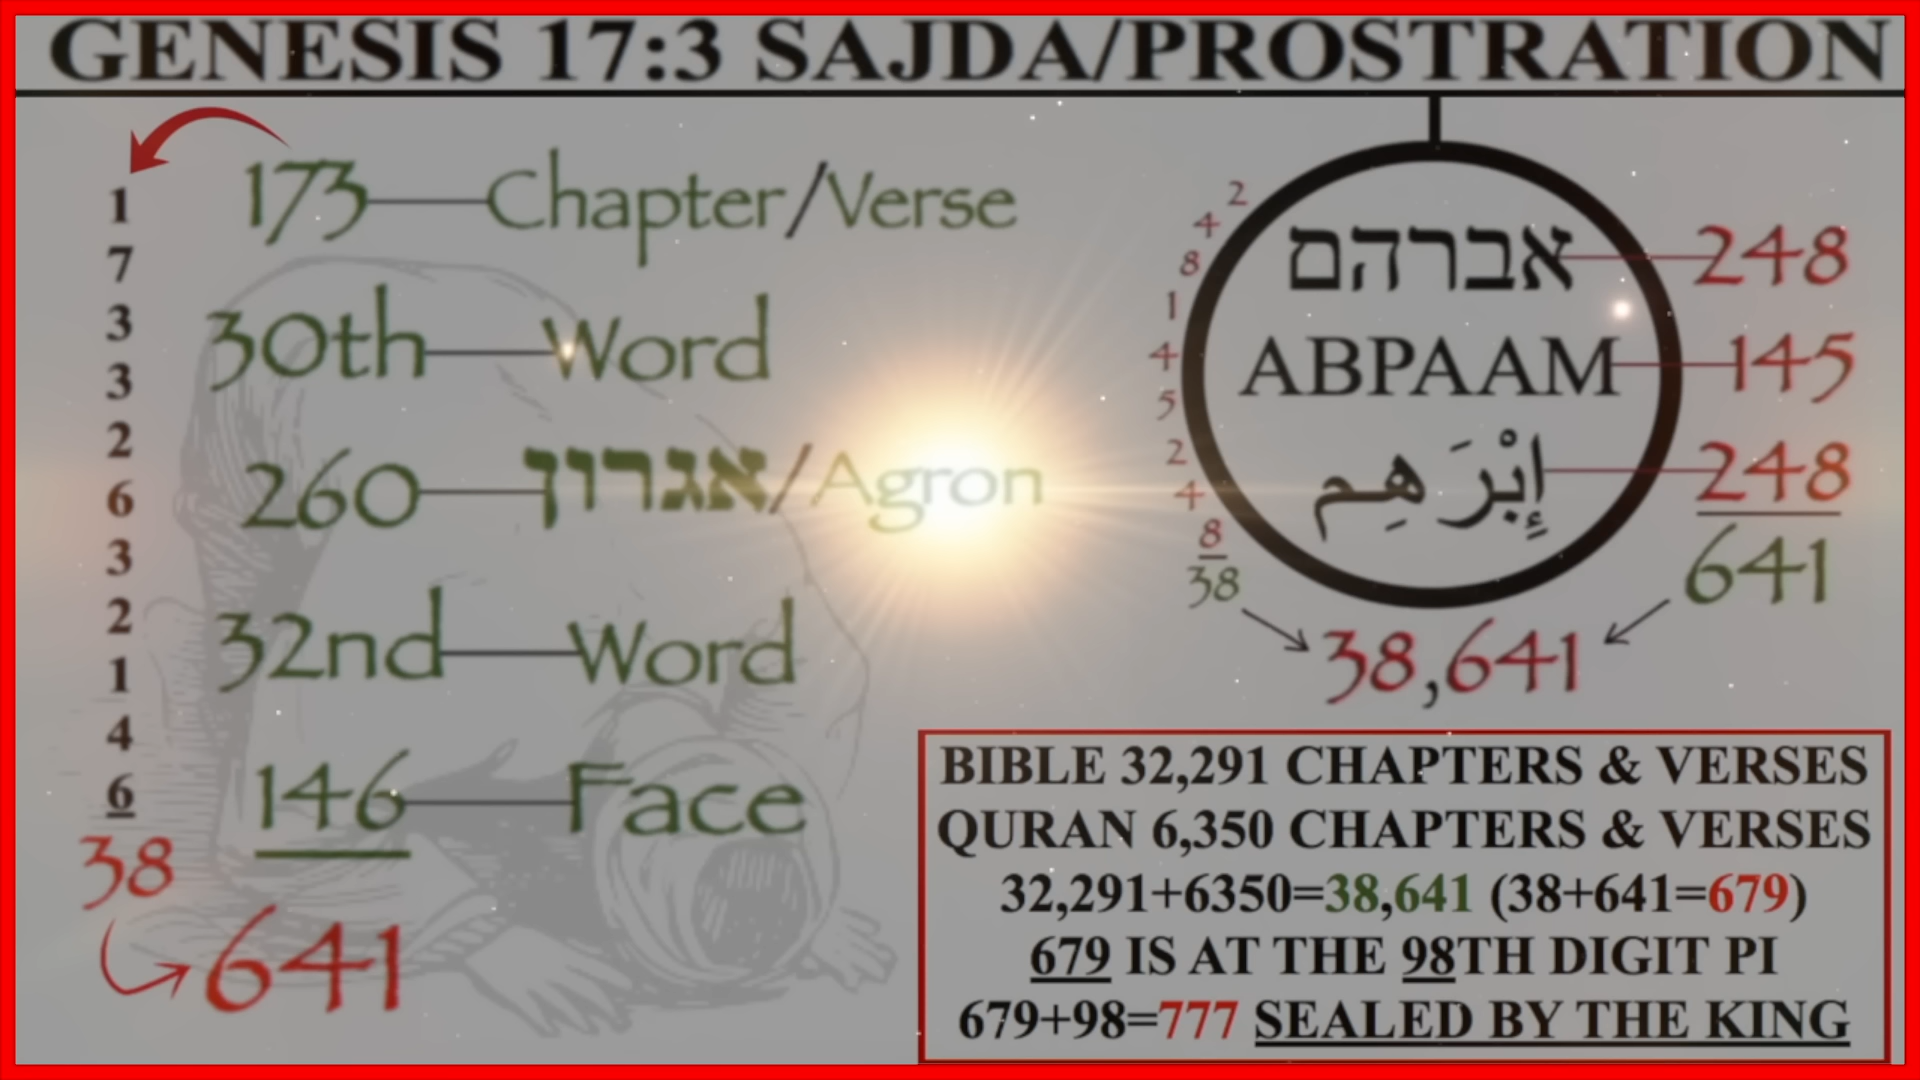 GENESIS 17:3 SAJDA/PROSTRATION
1
7
3
3
2
6
3
2
1
4
6
38
173 Chapter/Verse
30th Word
260 אגרון/Agron
32nd Word
146 Face
641
2
4
8
1
4
5
2
4
8
38
אברהם 248
ΑΒΡΑΑΜ 145
إِبْرَهِم 248
641
38,641
BIBLE 32,291 CHAPTERS & VERSES
QURAN 6,350 CHAPTERS & VERSES
32,291+6350=38,641 (38+641=679)
679 IS AT THE 98TH DIGIT PI
679+98=777 SEALED BY THE KING